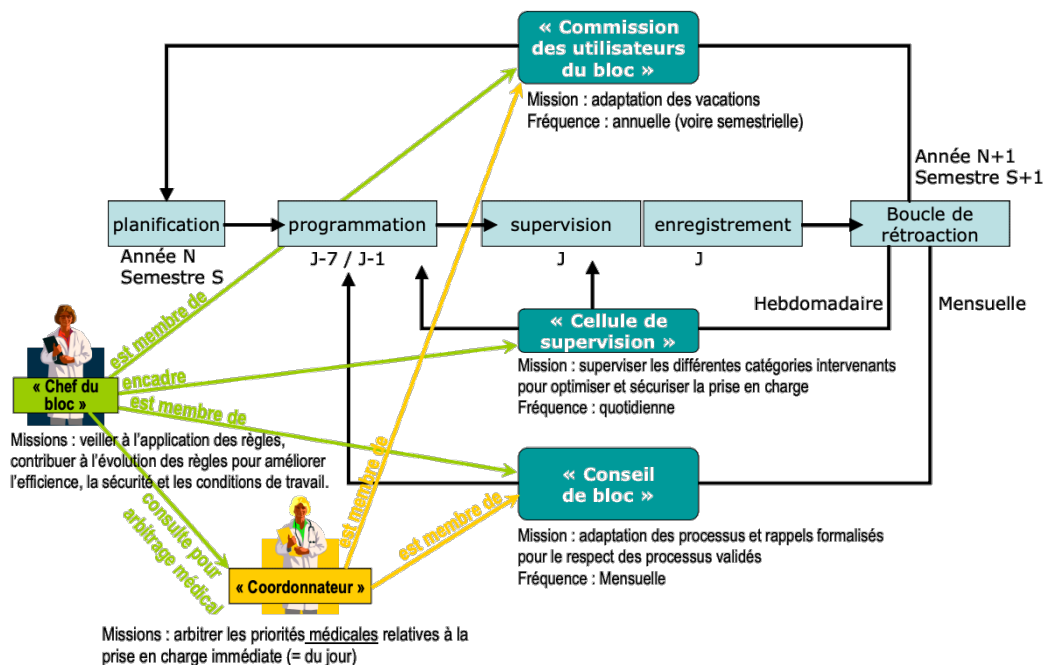 « Commission
des utilisateurs
du bloc »
Mission : adaptation des vacations
Fréquence : annuelle (voire semestrielle)
Année N+1
Semestre S+1
planification
programmation
supervision
enregistrement
Boucle de
rétroaction
Année N
Semestre S
J-7 / J-1
J
J
Hebdomadaire
Mensuelle
« Cellule de
supervision »
Mission : superviser les différentes catégories intervenants
pour optimiser et sécuriser la prise en charge
Fréquence : quotidienne
est membre de
encadre
est membre de
« Chef du
bloc »
Missions : veiller à l'application des règles,
contribuer à l'évolution des règles pour améliorer
l'efficience, la sécurité et les conditions de travail.
consulte pour
arbitrage médical
est membre de
est membre de
« Conseil
de bloc »
Mission : adaptation des processus et rappels formalisés
pour le respect des processus validés
Fréquence : Mensuelle
« Coordonnateur »
Missions : arbitrer les priorités médicales relatives à la
prise en charge immédiate (= du jour)